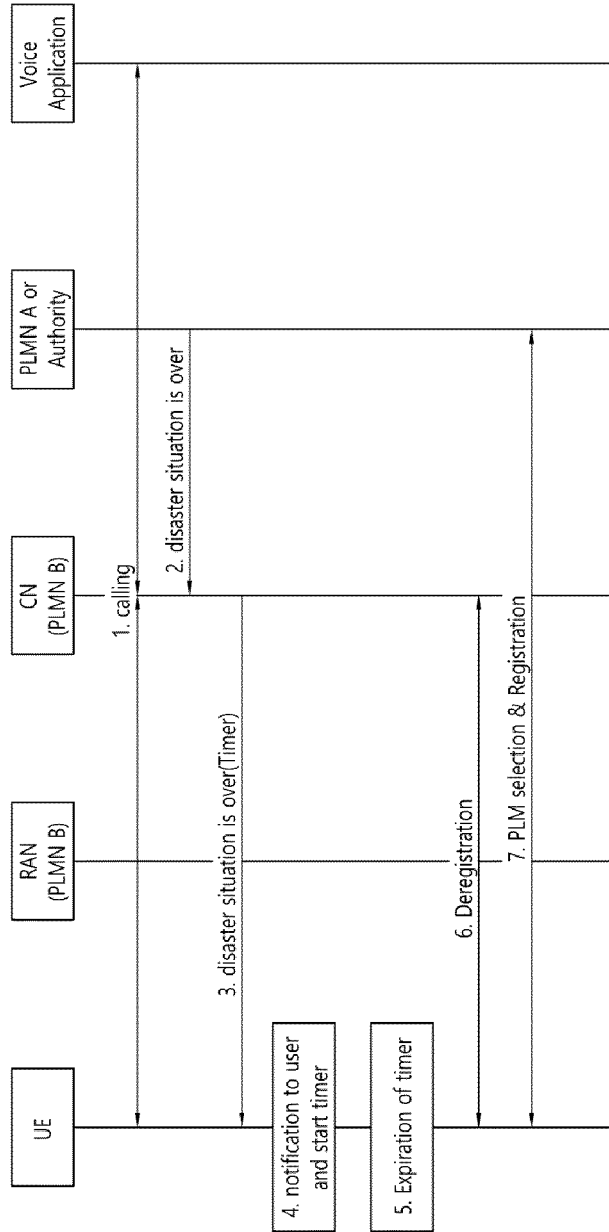 UE
RAN
(PLMN B)
CN
(PLMN B)
PLMN A or
Authority
Voice
Application
1. calling
2. disaster situation is over
3. disaster situation is over(Timer)
4. notification to user
and start timer
5. Expiration of timer
6. Deregistration
7. PLM selection & Registration